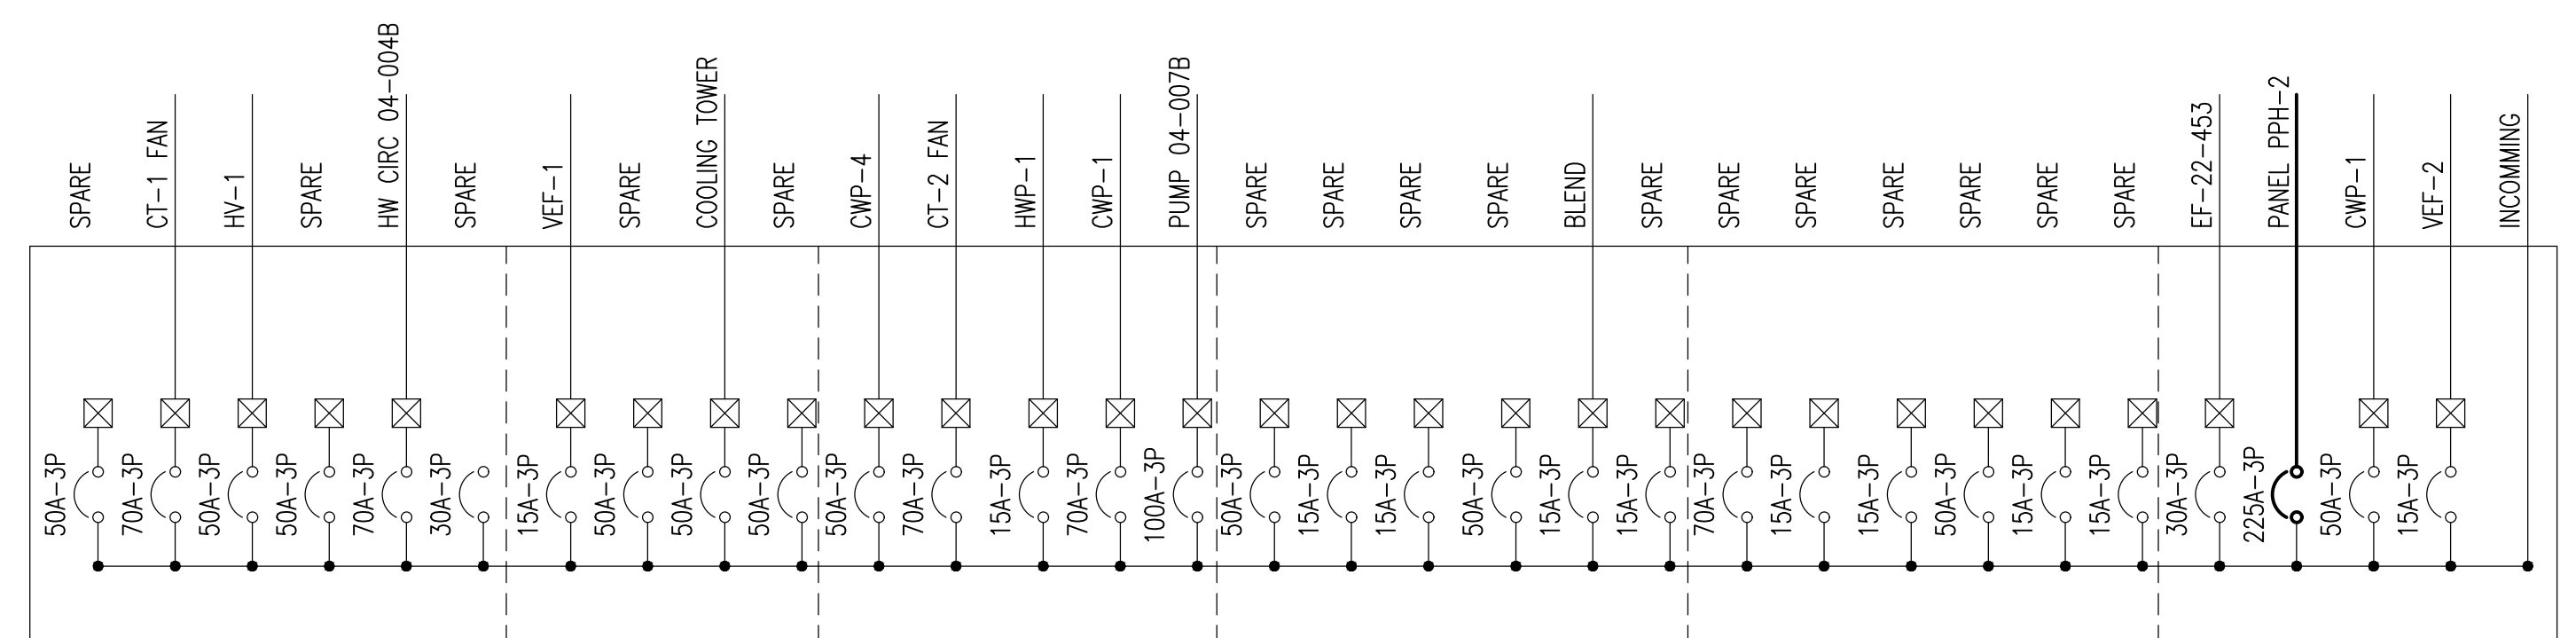 SPARE
CT-1 FAN
HV-1
SPARE
HW CIRC 04-004B
SPARE
VEF-1
SPARE
COOLING TOWER
SPARE
CWP-4
CT-2 FAN
HWP-1
CWP-1
PUMP 04-007B
SPARE
SPARE
SPARE
SPARE
BLEND
SPARE
SPARE
SPARE
SPARE
SPARE
SPARE
SPARE
EF-22-453
PANEL PPH-2
CWP-1
VEF-2
INCOMMING
50A-3P
70A-3P
50A-3P
50A-3P
70A-3P
30A-3P
15A-3P
50A-3P
50A-3P
50A-3P
50A-3P
70A-3P
15A-3P
70A-3P
100A-3P
50A-3P
15A-3P
15A-3P
50A-3P
15A-3P
15A-3P
70A-3P
15A-3P
15A-3P
50A-3P
15A-3P
15A-3P
30A-3P
225A-3P
50A-3P
15A-3P